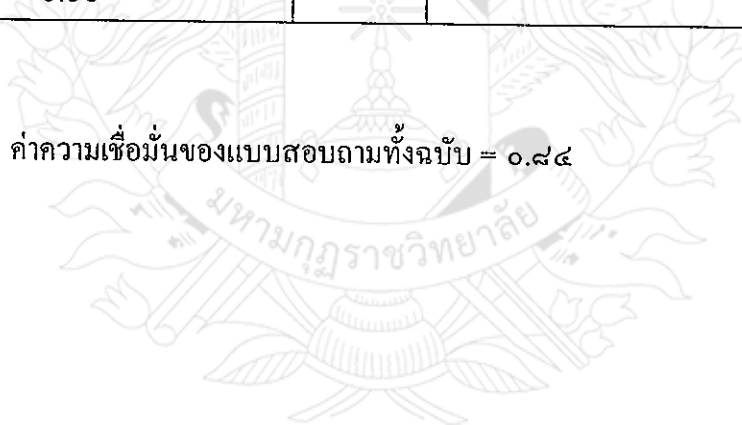 ค่าความเชื่อมั่นของแบบสอบถามทั้งฉบับ = ๐.๘๔
มหามกุฏราชวิทยาลัย